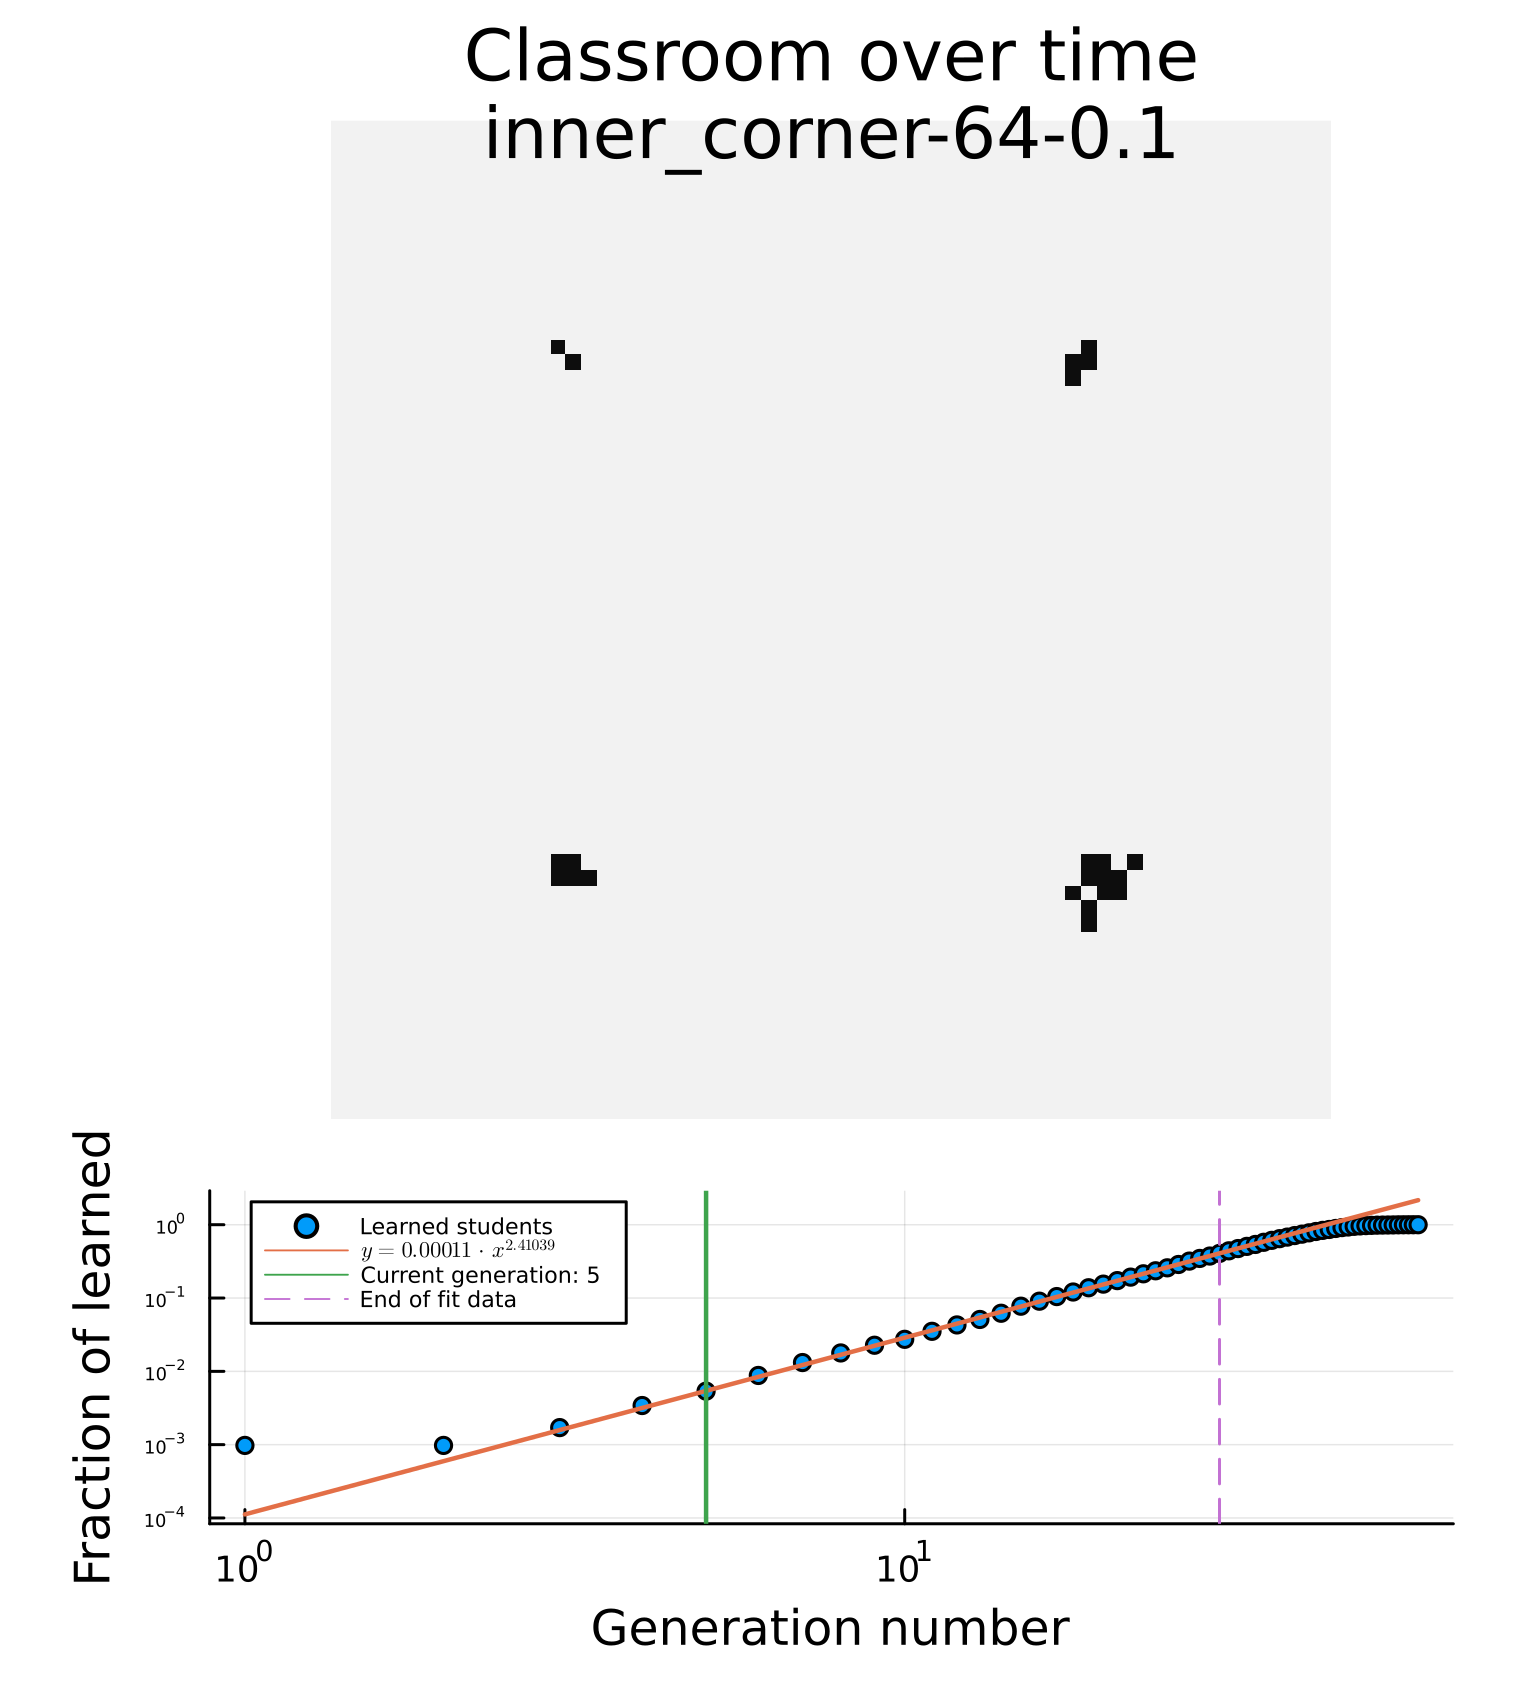 Classroom over time
inner_corner-64-0.1
Fraction of learned
10^0
10^-1
10^-2
10^-3
10^-4
Learned students
y = 0.00011 · x^2.41039
Current generation: 5
End of fit data
10^0
10^1
Generation number